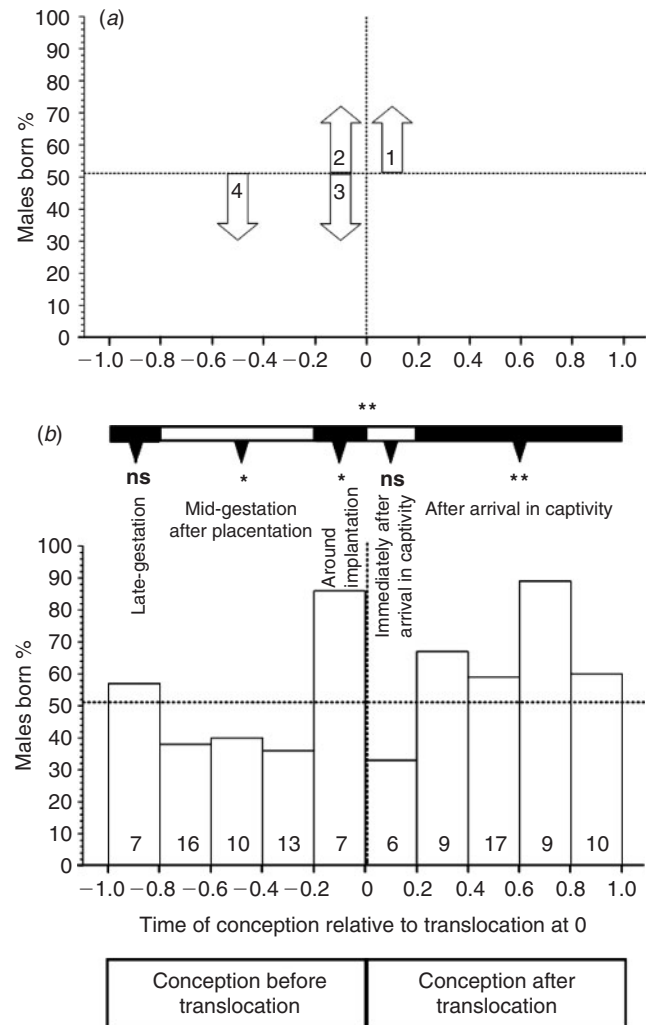 (a)
100
90
80
70
60
50
40
30
20
10
0
Males born %
2
1
4
3
−1.0 −0.8 −0.6 −0.4 −0.2 0 0.2 0.4 0.6 0.8 1.0
**
(b)
ns * * ns **
Late-gestation
Mid-gestation
after placentation
Around
implantation
Immediately after
arrival in captivity
After arrival in captivity
100
90
80
70
60
50
40
30
20
10
0
Males born %
7 16 10 13 7 6 9 17 9 10
−1.0 −0.8 −0.6 −0.4 −0.2 0 0.2 0.4 0.6 0.8 1.0
Time of conception relative to translocation at 0
Conception before
translocation
Conception after
translocation